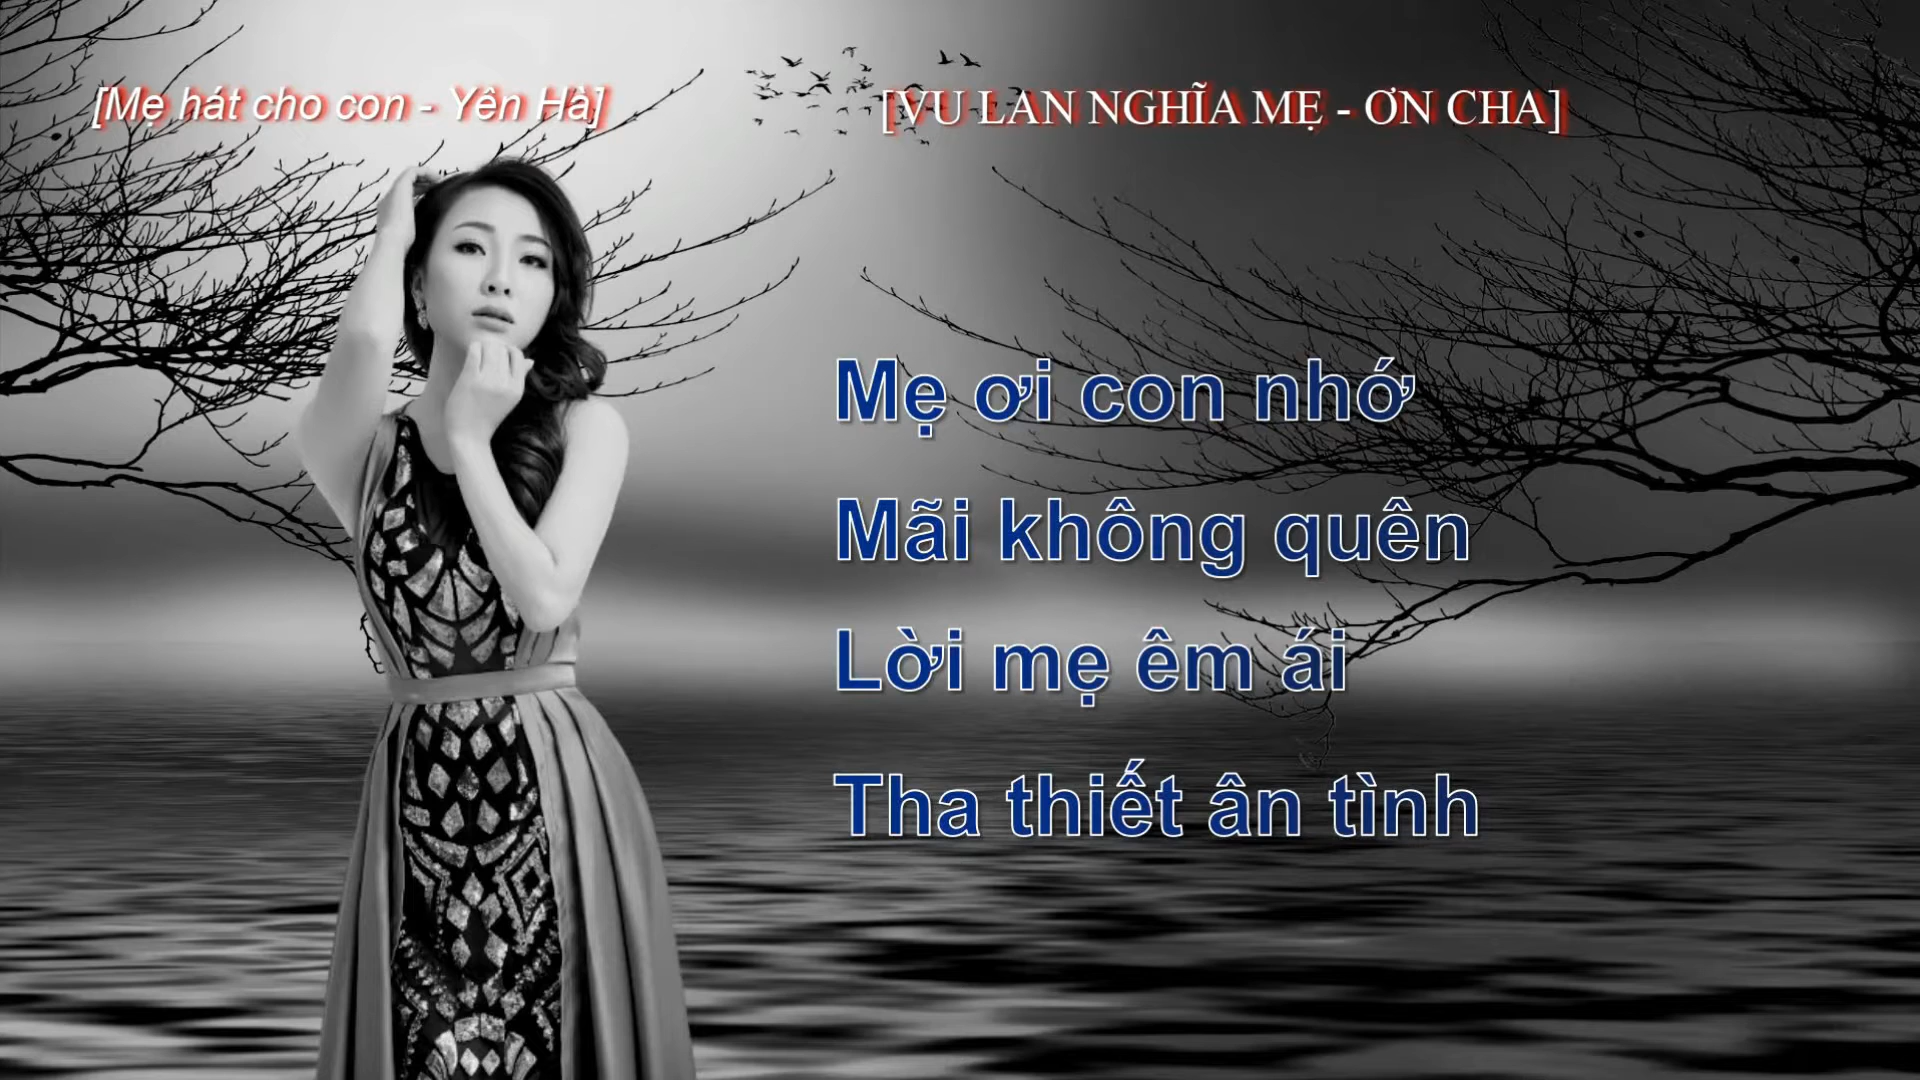 [Mẹ hát cho con - Yên Hà]
[VU LAN NGHĨA MẸ - ƠN CHA]
Mẹ ơi con nhớ
Mãi không quên
Lời mẹ êm ái
Tha thiết ân tình